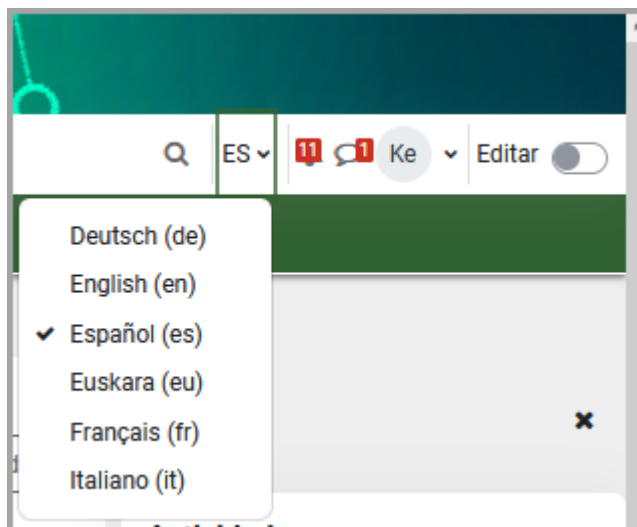 ES
11
1
Ke
Editar
Deutsch (de)
English (en)
Español (es)
Euskara (eu)
Français (fr)
Italiano (it)